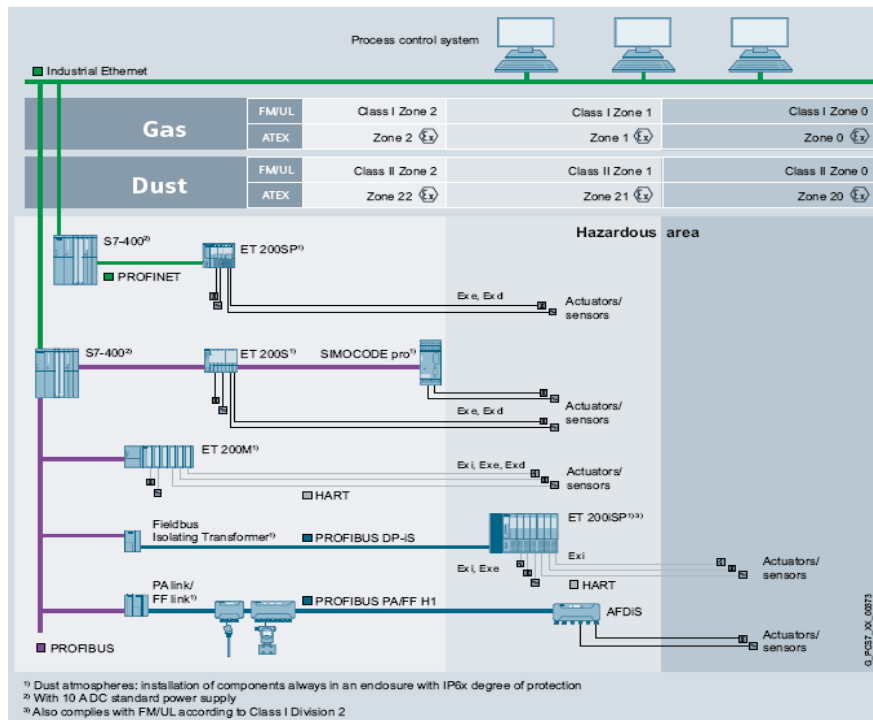 Process control system
Industrial Ethernet
Gas
FM/UL
Class I Zone 2
Class I Zone 1
Class I Zone 0
ATEX
Zone 2 Ex
Zone 1 Ex
Zone 0 Ex
Dust
FM/UL
Class II Zone 2
Class II Zone 1
Class II Zone 0
ATEX
Zone 22 Ex
Zone 21 Ex
Zone 20 Ex
Hazardous area
S7-400²⁾
ET 200SP¹⁾
PROFINET
Exe, Exd
Actuators/
sensors
S7-400²⁾
ET 200S¹⁾
SIMOCODE pro¹⁾
Exe, Exd
Actuators/
sensors
ET 200M¹⁾
Exi, Exe, Exd
Actuators/
sensors
HART
Fieldbus
Isolating Transformer¹⁾
PROFIBUS DP-iS
ET 200iSP¹⁾³⁾
Exi
Exi, Exe
HART
Actuators/
sensors
PA link/
FF link¹⁾
PROFIBUS PA/FF H1
AFDiS
Actuators/
sensors
PROFIBUS
G_PCS7_XX_00373
¹⁾ Dust atmospheres: installation of components always in an enclosure with IP6x degree of protection
²⁾ With 10 A DC standard power supply
³⁾ Also complies with FM/UL according to Class I Division 2